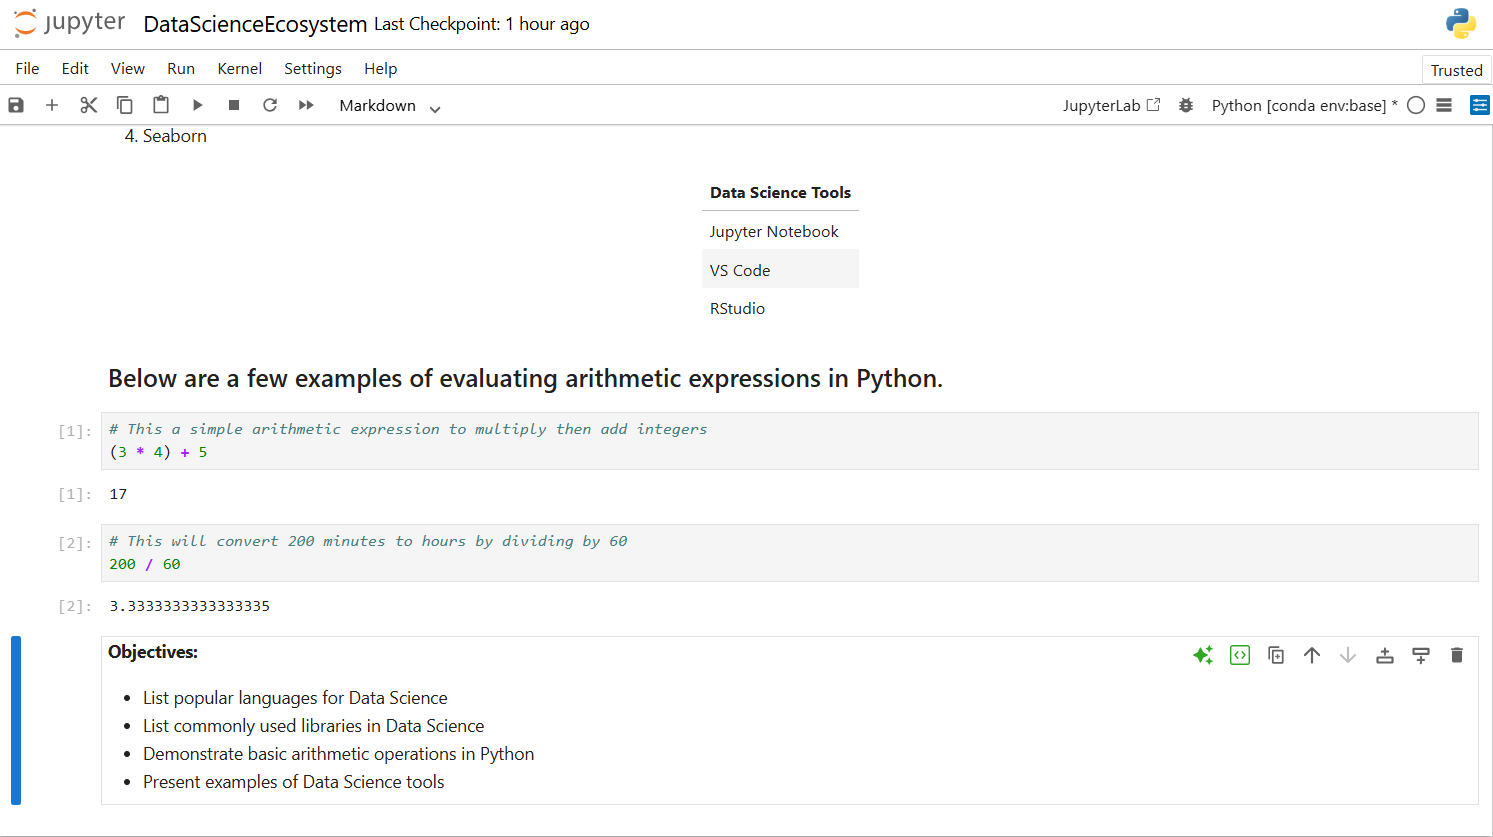 jupyter DataScienceEcosystem Last Checkpoint: 1 hour ago
File Edit View Run Kernel Settings Help
Trusted
Markdown
JupyterLab Python [conda env:base] *
4. Seaborn
Data Science Tools
Jupyter Notebook
VS Code
RStudio
Below are a few examples of evaluating arithmetic expressions in Python.
[1]: # This a simple arithmetic expression to multiply then add integers
(3 * 4) + 5
[1]: 17
[2]: # This will convert 200 minutes to hours by dividing by 60
200 / 60
[2]: 3.3333333333333335
Objectives:
• List popular languages for Data Science
• List commonly used libraries in Data Science
• Demonstrate basic arithmetic operations in Python
• Present examples of Data Science tools